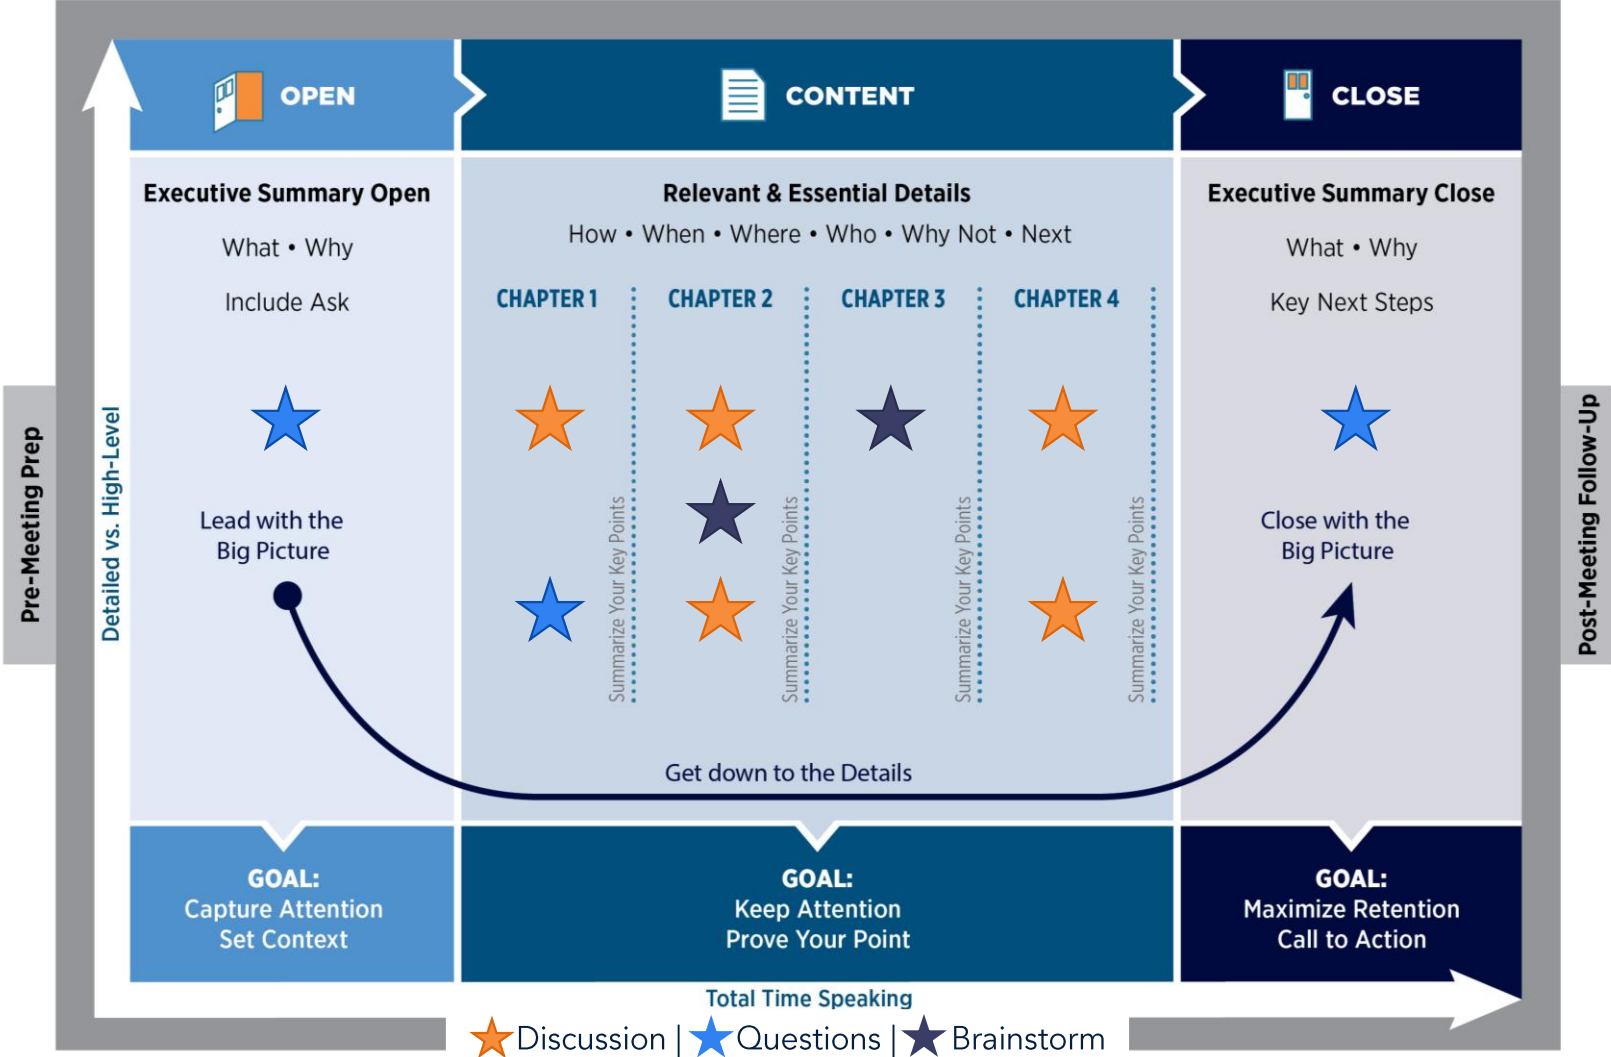 OPEN
CONTENT
CLOSE
Executive Summary Open
What • Why
Include Ask
Lead with the
Big Picture
Relevant & Essential Details
How • When • Where • Who • Why Not • Next
CHAPTER 1
Summarize Your Key Points
CHAPTER 2
Summarize Your Key Points
CHAPTER 3
Summarize Your Key Points
CHAPTER 4
Summarize Your Key Points
Get down to the Details
Executive Summary Close
What • Why
Key Next Steps
Close with the
Big Picture
Pre-Meeting Prep
Detailed vs. High-Level
Post-Meeting Follow-Up
GOAL:
Capture Attention
Set Context
GOAL:
Keep Attention
Prove Your Point
GOAL:
Maximize Retention
Call to Action
Total Time Speaking
Discussion | Questions | Brainstorm